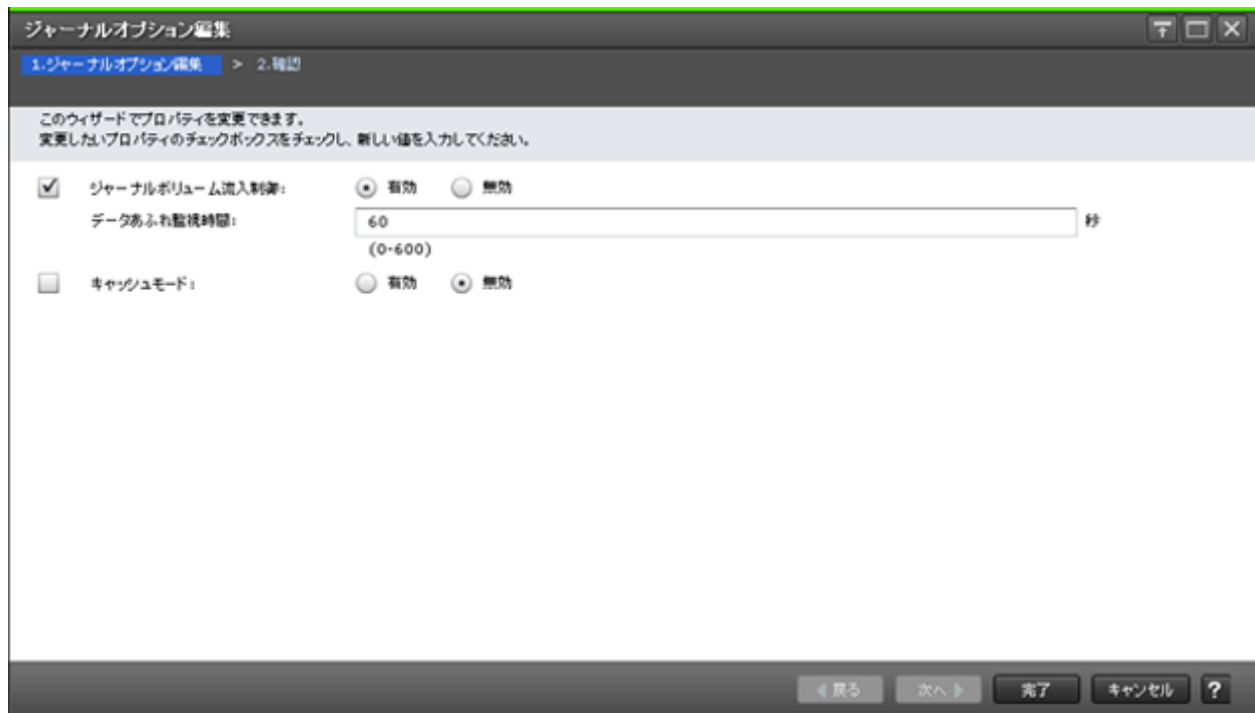 ジャーナルオプション編集
1.ジャーナルオプション編集 > 2.確認
このウィザードでプロパティを変更できます。
変更したいプロパティのチェックボックスをチェックし、新しい値を入力してください。
ジャーナルボリューム流入制御: 有効 無効
データあふれ監視時間: 60 秒
(0-600)
キャッシュモード: 有効 無効
戻る 次へ 完了 キャンセル ?